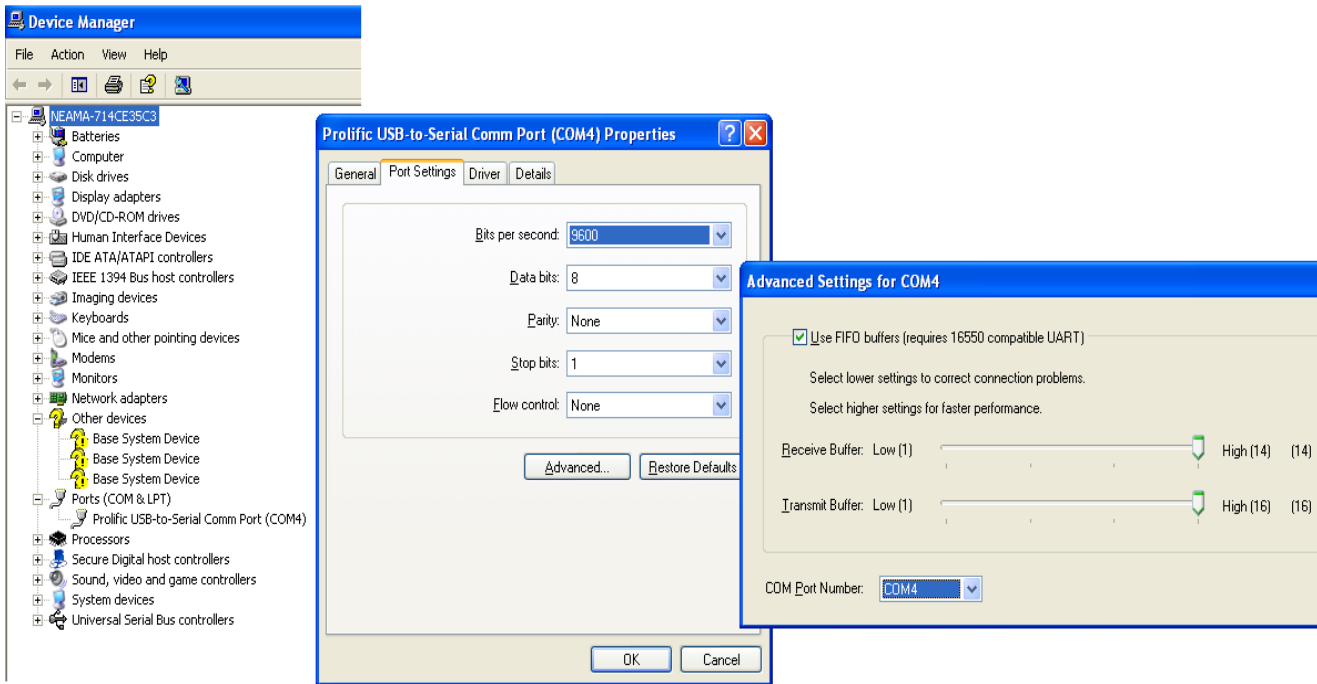 Device Manager
File Action View Help
NEAMA-714CE35C3
Batteries
Computer
Disk drives
Display adapters
DVD/CD-ROM drives
Human Interface Devices
IDE ATA/ATAPI controllers
IEEE 1394 Bus host controllers
Imaging devices
Keyboards
Mice and other pointing devices
Modems
Monitors
Network adapters
Other devices
Base System Device
Base System Device
Base System Device
Ports (COM & LPT)
Prolific USB-to-Serial Comm Port (COM4)
Processors
Secure Digital host controllers
Sound, video and game controllers
System devices
Universal Serial Bus controllers
Prolific USB-to-Serial Comm Port (COM4) Properties
General Port Settings Driver Details
Bits per second: 9600
Data bits: 8
Parity: None
Stop bits: 1
Flow control: None
Advanced... Restore Defaults
OK Cancel
Advanced Settings for COM4
Use FIFO buffers (requires 16550 compatible UART)
Select lower settings to correct connection problems.
Select higher settings for faster performance.
Receive Buffer: Low (1) High (14) (14)
Transmit Buffer: Low (1) High (16) (16)
COM Port Number: COM4